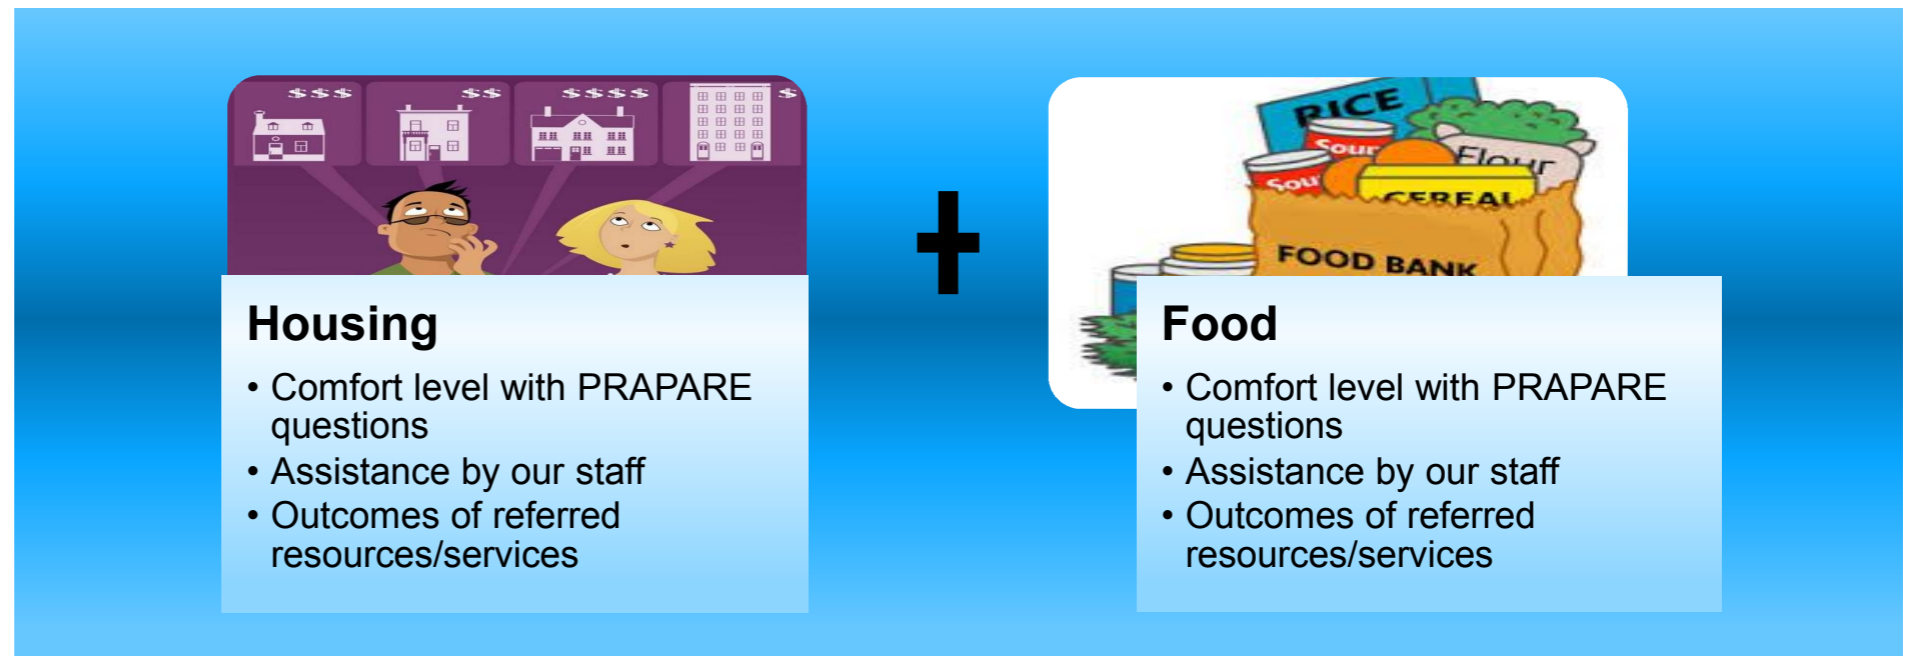 $$$
$$
$$$$
$
Housing
• Comfort level with PRAPARE
questions
• Assistance by our staff
• Outcomes of referred
resources/services
+
RICE
Soup
Flour
Sou
CEREAL
FOOD BANK
Food
• Comfort level with PRAPARE
questions
• Assistance by our staff
• Outcomes of referred
resources/services